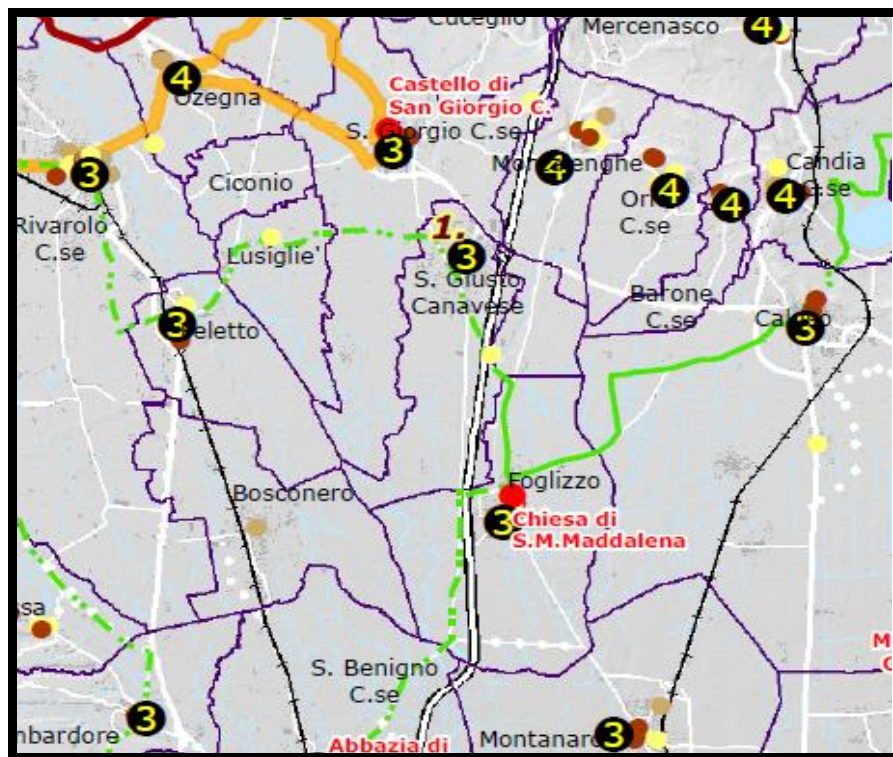 Cuceglio
Mercenasco
4
4
Ozegna
Castello di
San Giorgio C.
S. Giorgio C.se
3
3
4
4
4
4
Candia
C.se
Ciconio
Rivarolo
C.se
Lusiglie'
1.
3
S. Giusto
Canavese
Barone
C.se
3
3
Foglizzo
3
Chiesa di
S.M.Maddalena
Bosconero
S. Benigno
C.se
3
Abbazia di
Montanaro
3